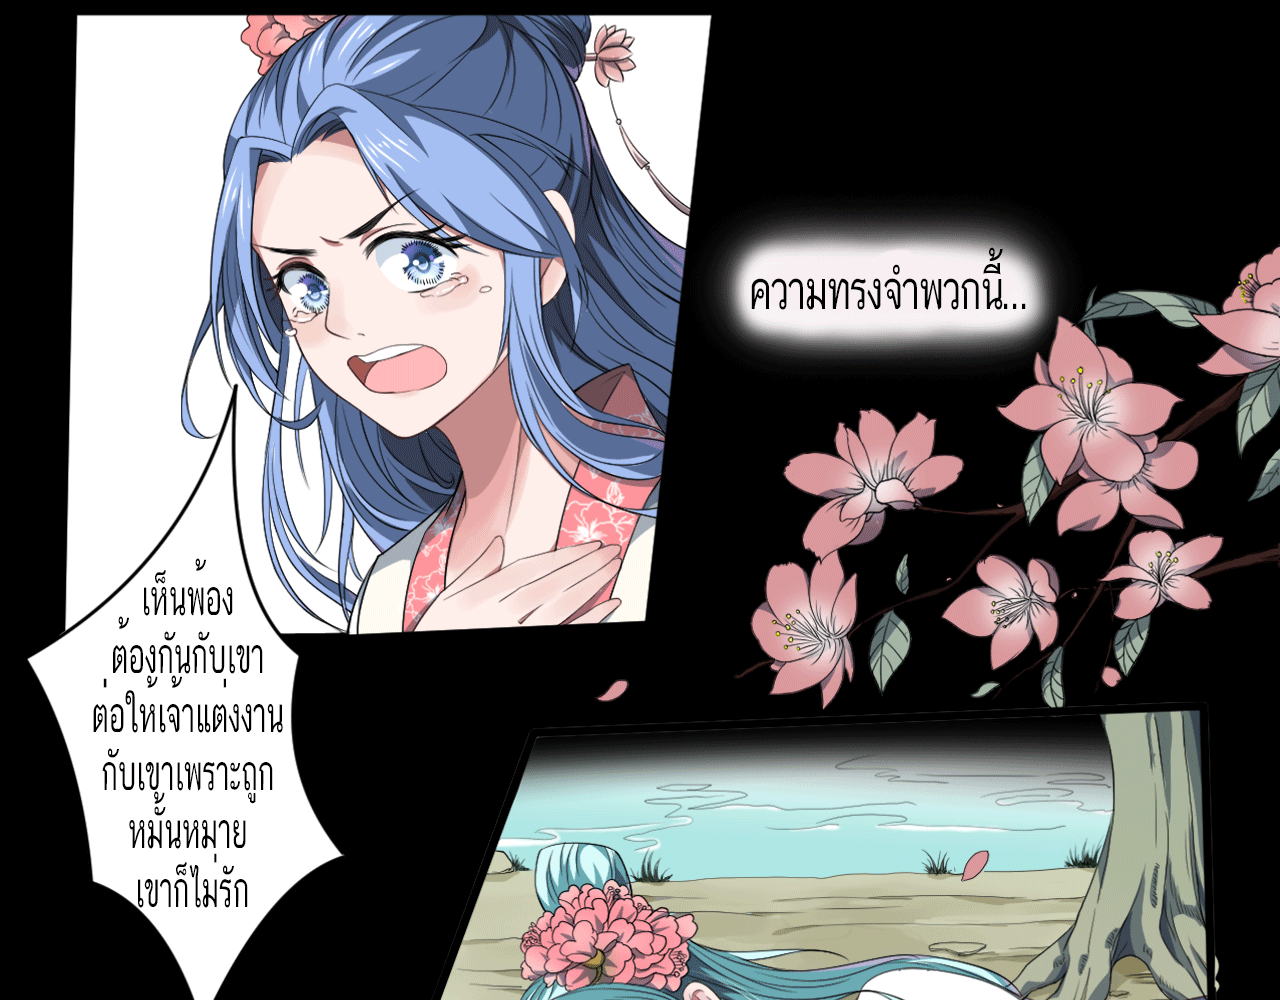 ความทรงจำพวกนี้...
เห็นพ้อง
ต้องกันกับเขา
ต่อให้เจ้าแต่งงาน
กับเขาเพราะถูก
หมั้นหมาย
เขาก็ไม่รัก